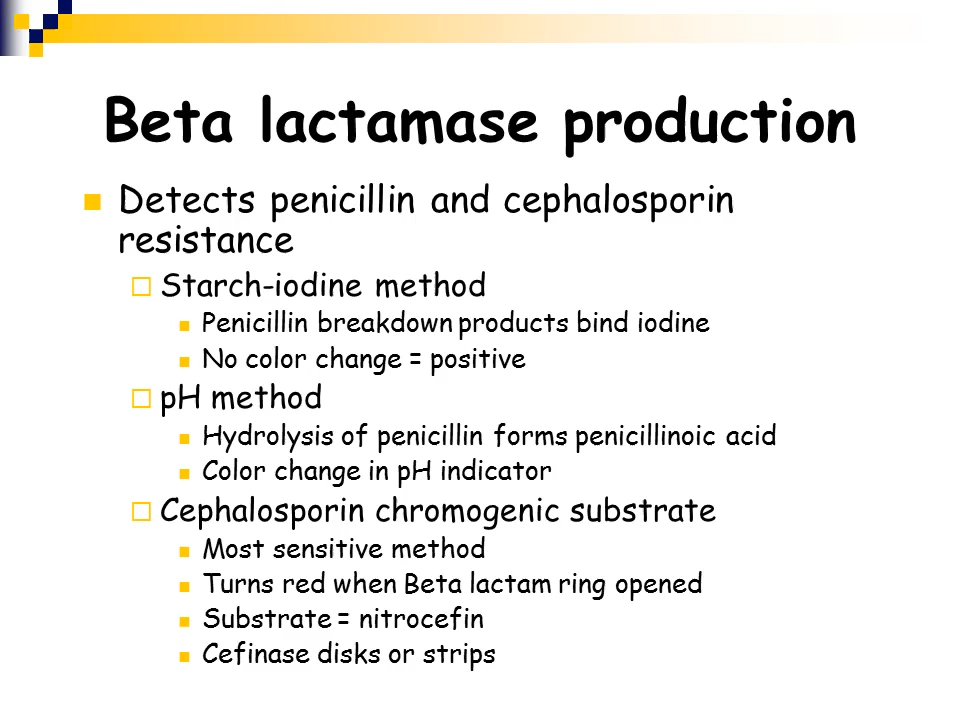 Beta lactamase production
Detects penicillin and cephalosporin
resistance
Starch-iodine method
Penicillin breakdown products bind iodine
No color change = positive
pH method
Hydrolysis of penicillin forms penicillinoic acid
Color change in pH indicator
Cephalosporin chromogenic substrate
Most sensitive method
Turns red when Beta lactam ring opened
Substrate = nitrocefin
Cefinase disks or strips